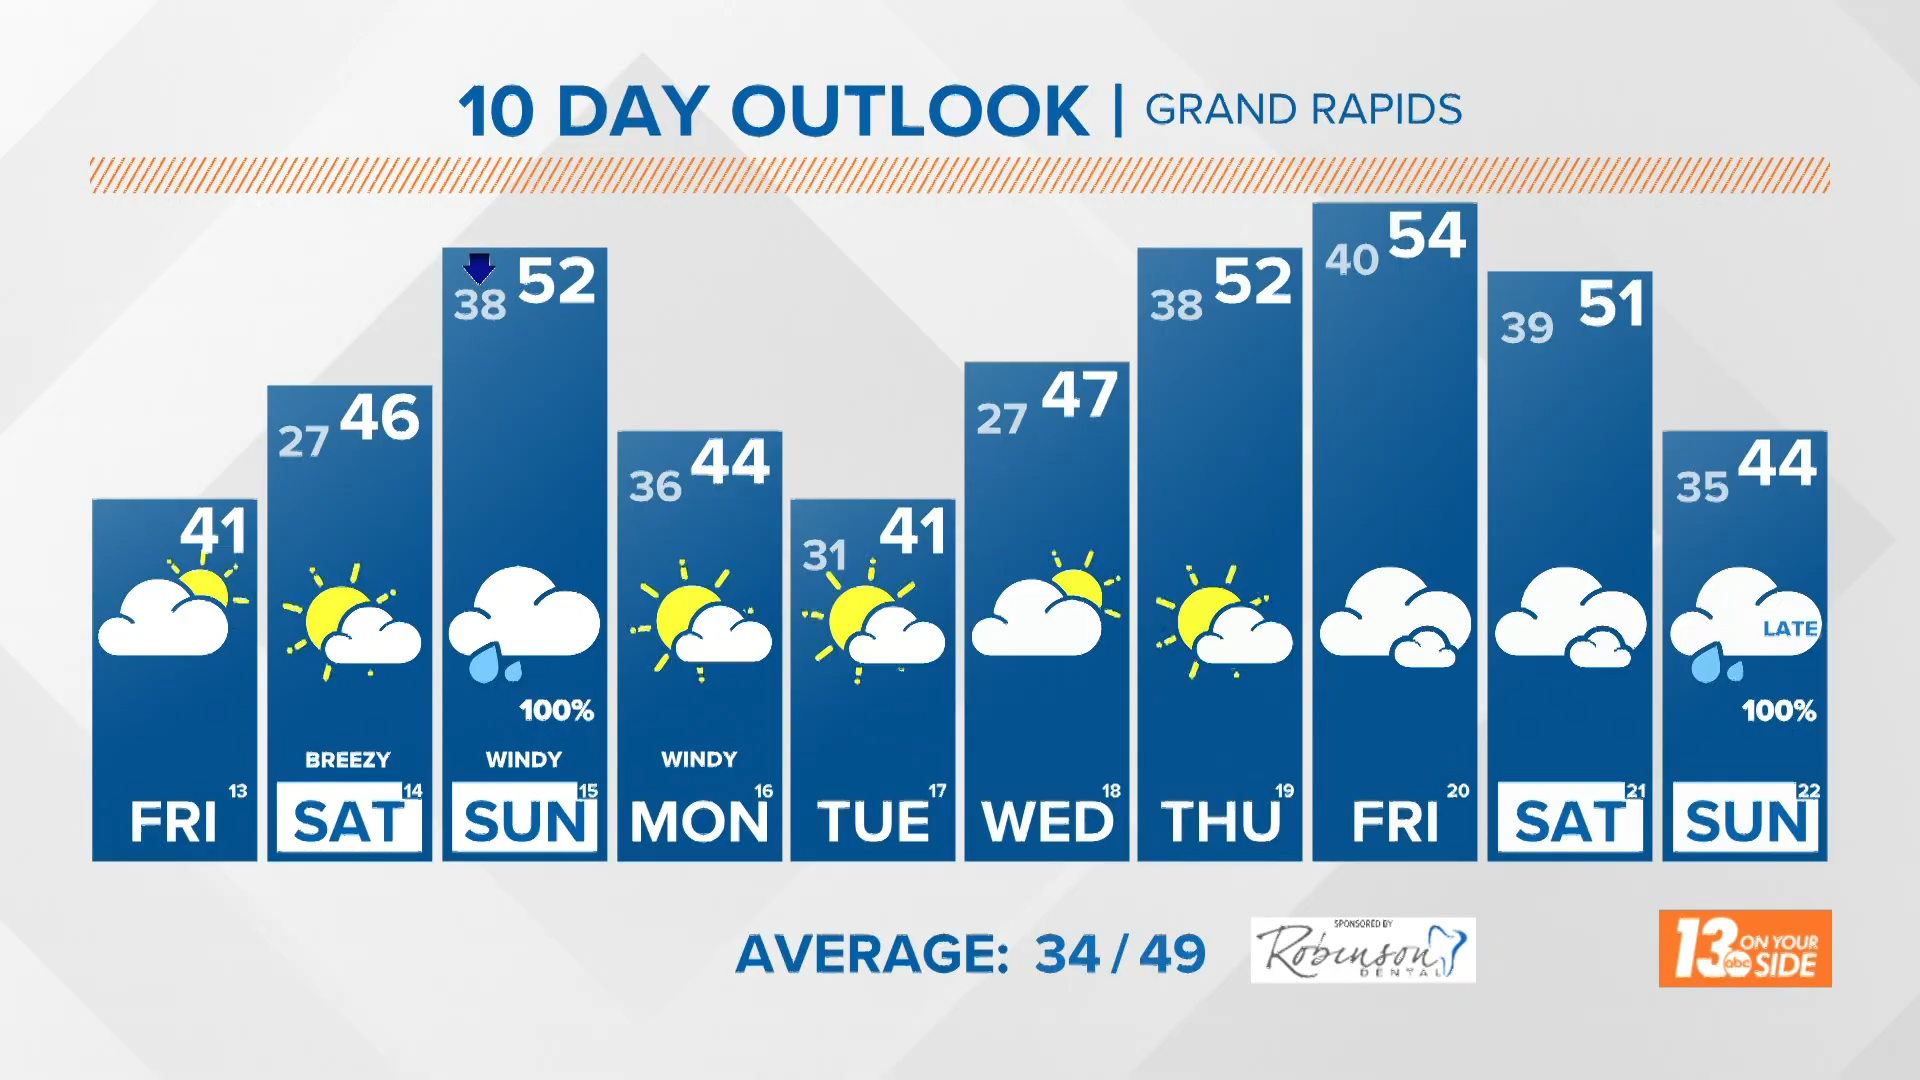 10 DAY OUTLOOK | GRAND RAPIDS
41
FRI 13
27 46
BREEZY
SAT 14
38 52
100%
WINDY
SUN 15
36 44
WINDY
MON 16
31 41
TUE 17
27 47
WED 18
38 52
THU 19
40 54
FRI 20
39 51
SAT 21
35 44
LATE
100%
SUN 22
AVERAGE: 34 / 49
SPONSORED BY
Robinson
DENTAL
13 ON YOUR
abc SIDE